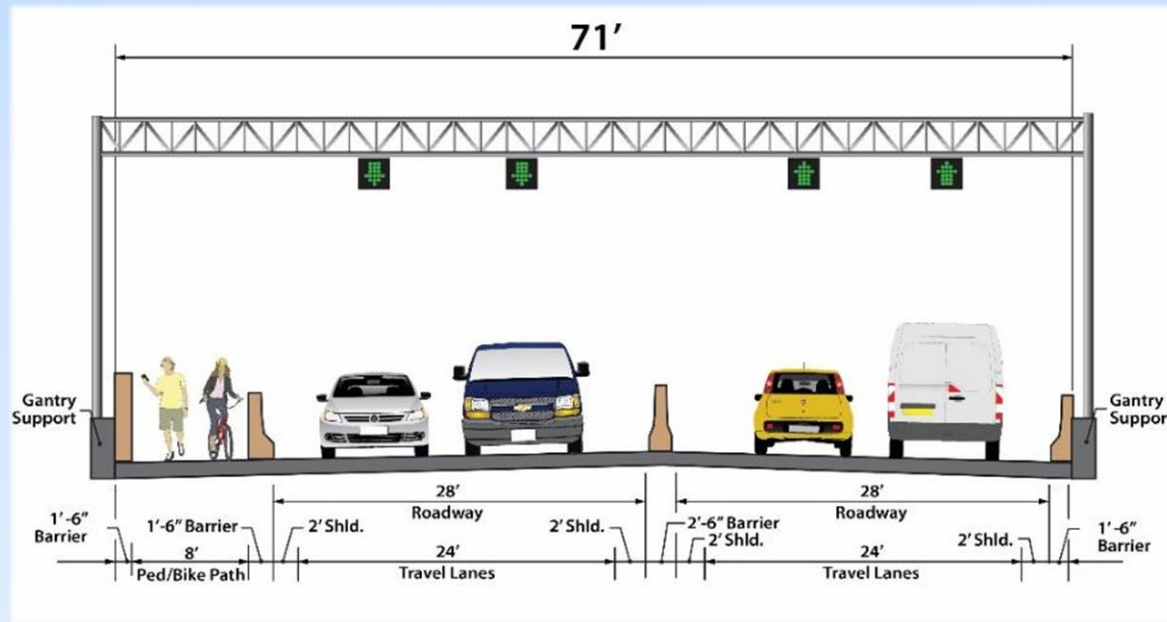 71′
Gantry
Support
Gantry
Support
28′
Roadway
28′
Roadway
1′-6″
Barrier
8′
Ped/Bike Path
1′-6″ Barrier
2′ Shld.
24′
Travel Lanes
2′ Shld.
2′-6″ Barrier
2′ Shld.
24′
Travel Lanes
2′ Shld.
1′-6″
Barrier